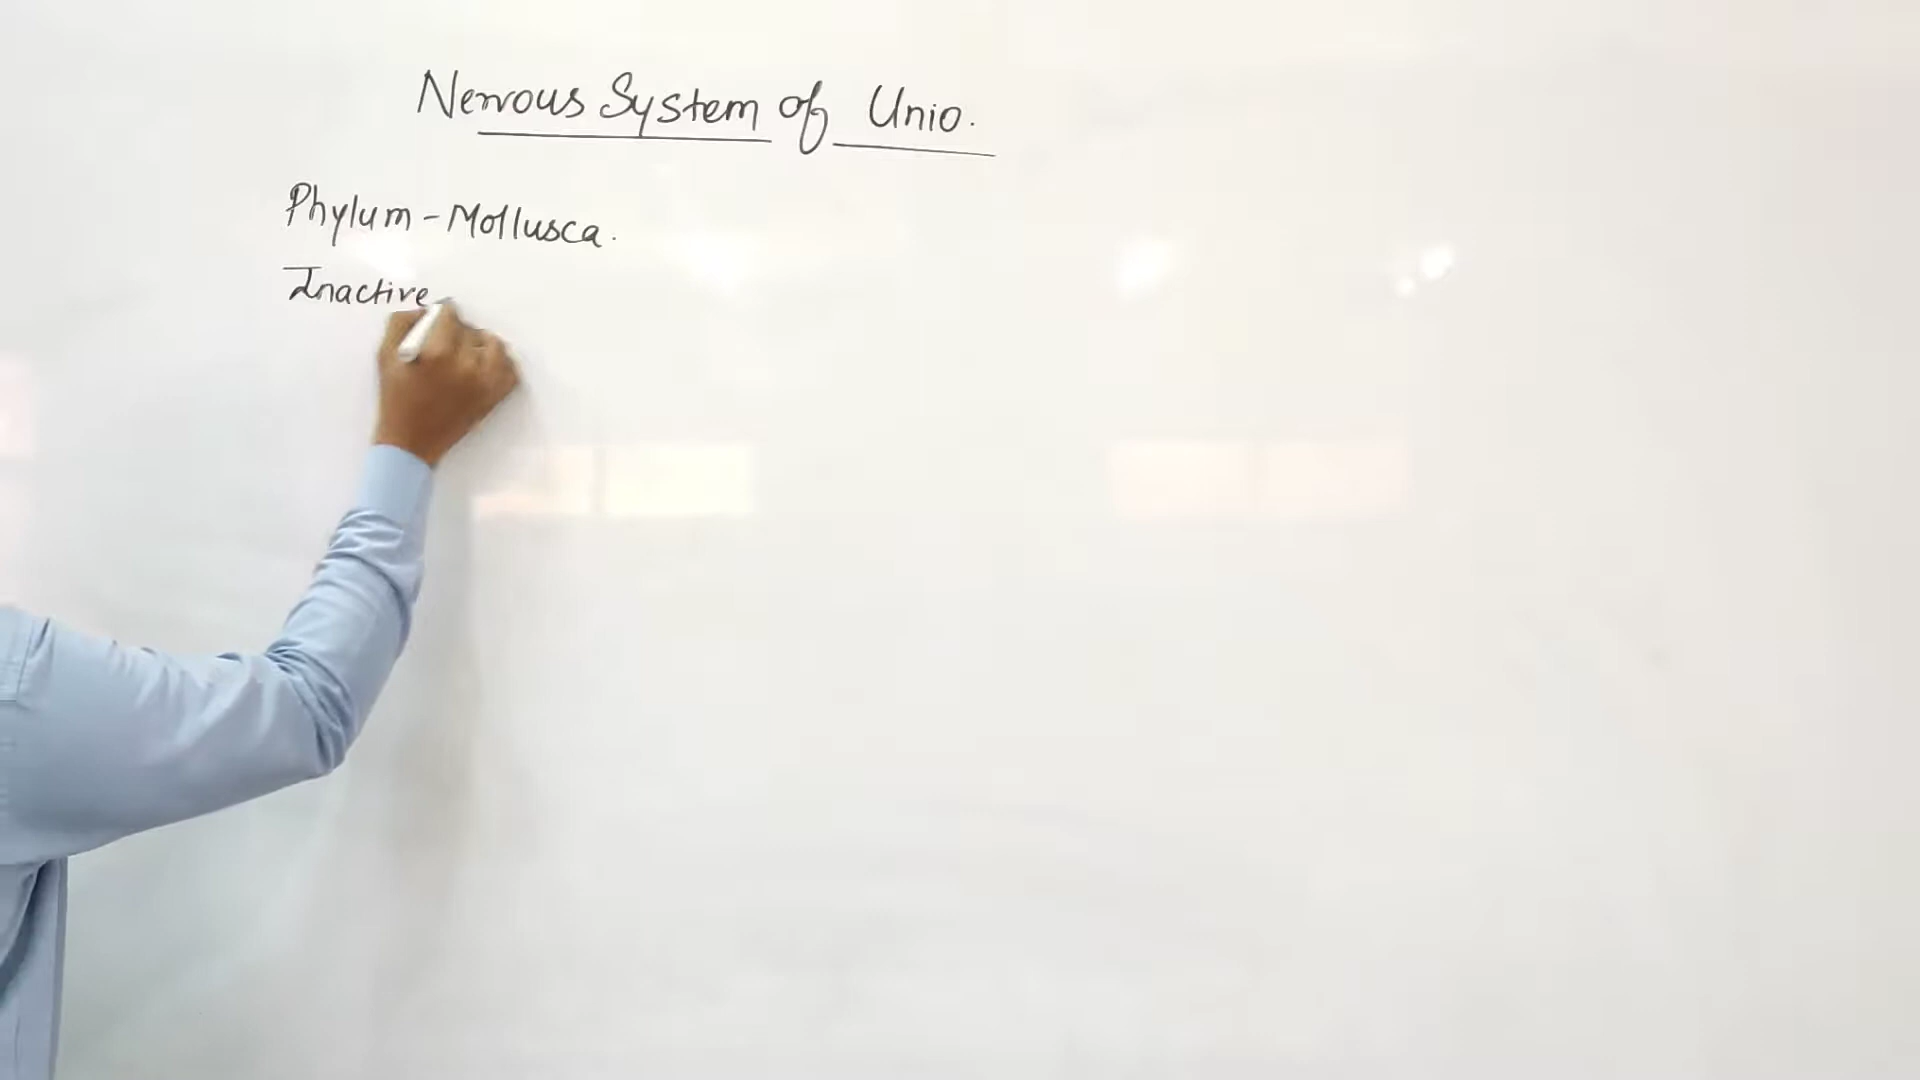 Nervous System of Unio.
Phylum - Mollusca.
Inactive